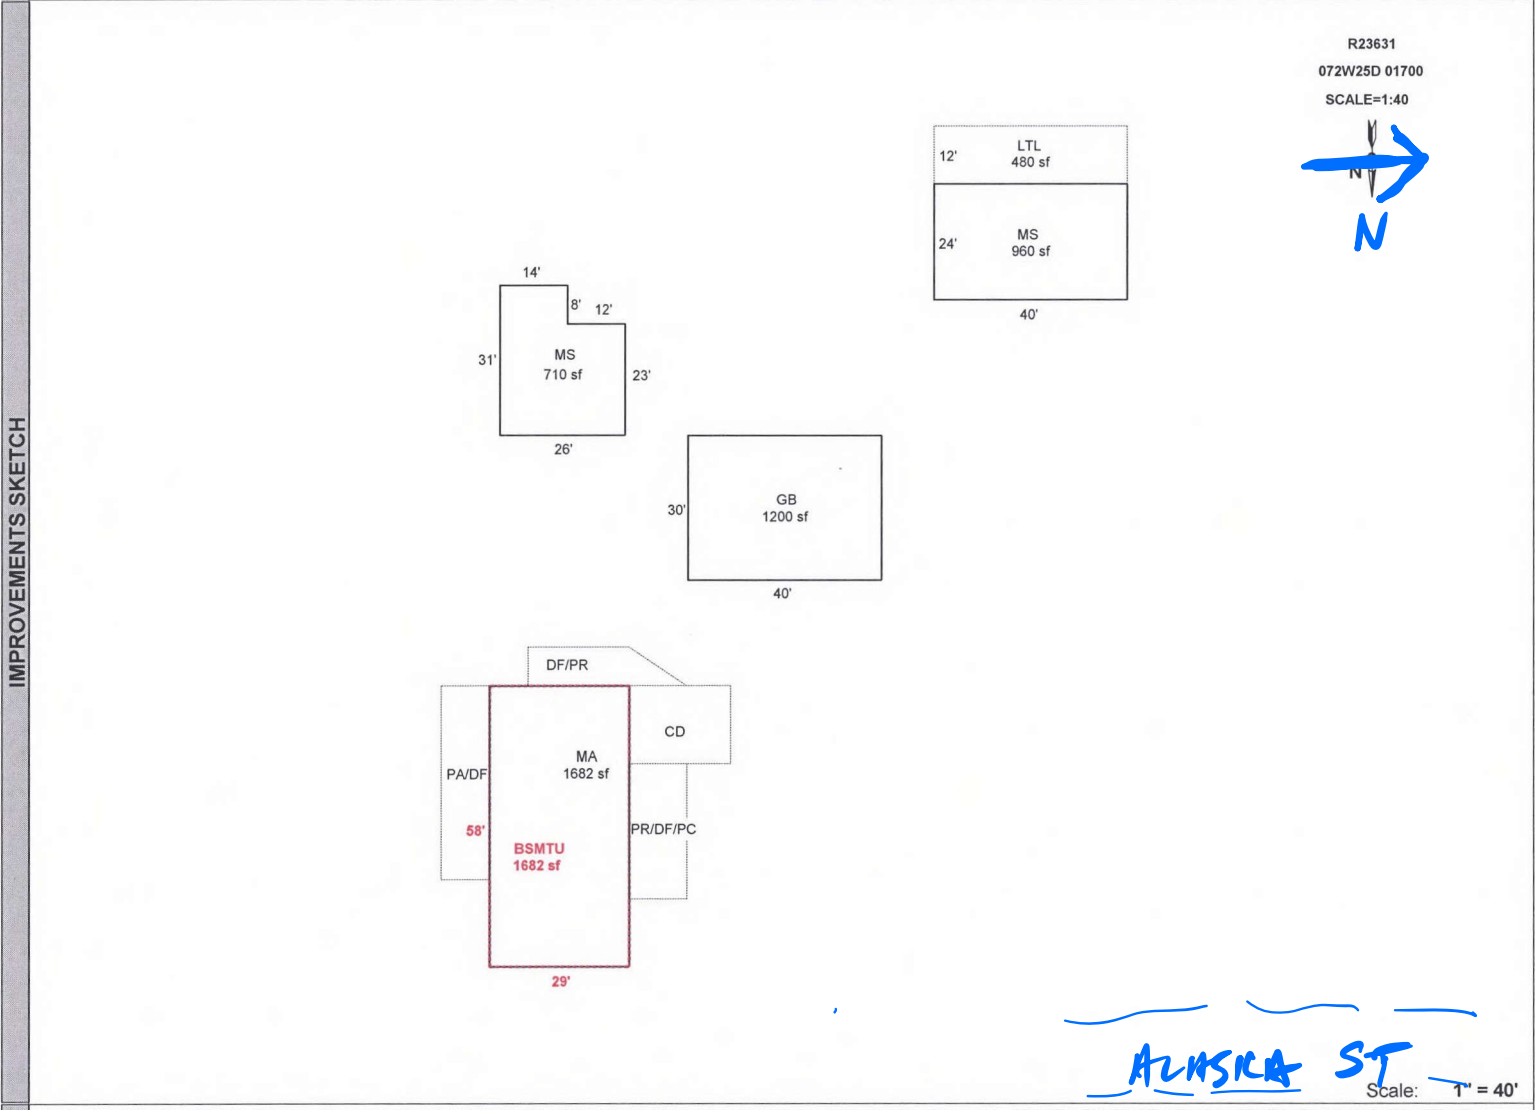 IMPROVEMENTS SKETCH
R23631
072W25D 01700
SCALE=1:40
N
N
LTL
480 sf
12'
MS
960 sf
24'
40'
14'
8'
12'
31'
MS
710 sf
23'
26'
30'
GB
1200 sf
40'
DF/PR
CD
MA
1682 sf
PA/DF
58'
PR/DF/PC
BSMTU
1682 sf
29'
ALASKA ST
Scale: 1" = 40'